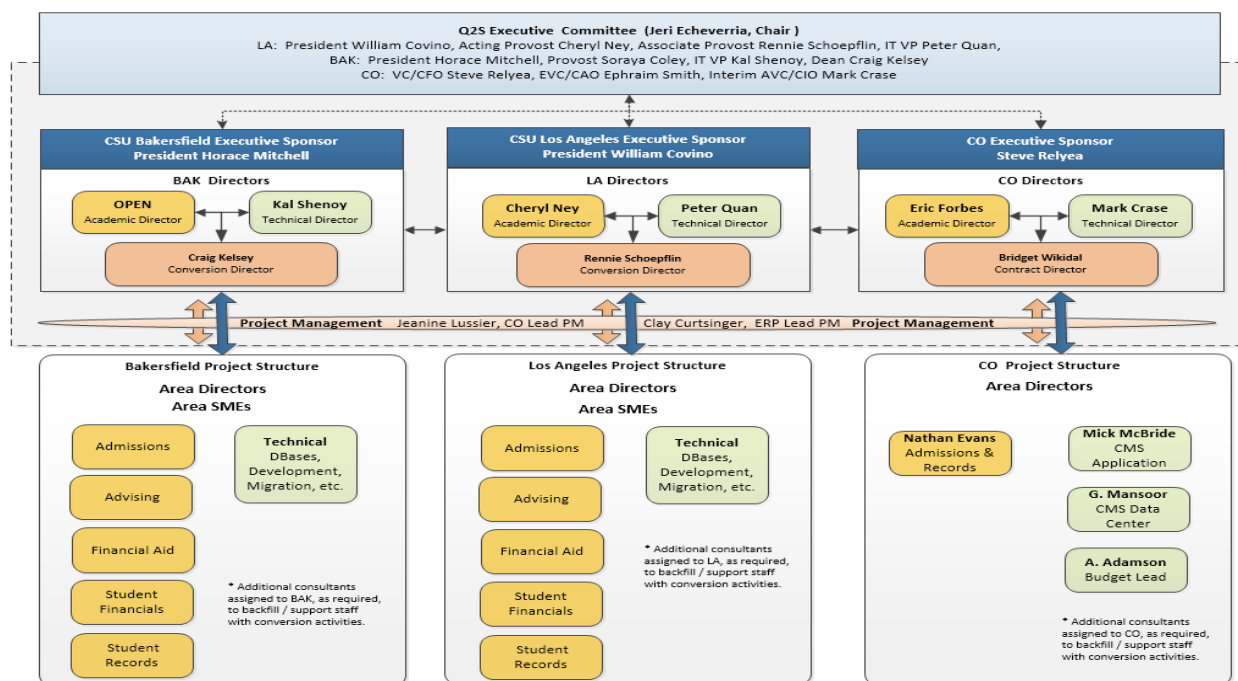 Q2S Executive Committee (Jeri Echeverria, Chair )
LA: President William Covino, Acting Provost Cheryl Ney, Associate Provost Rennie Schoepflin, IT VP Peter Quan,
BAK: President Horace Mitchell, Provost Soraya Coley, IT VP Kal Shenoy, Dean Craig Kelsey
CO: VC/CFO Steve Relyea, EVC/CAO Ephraim Smith, Interim AVC/CIO Mark Crase
CSU Bakersfield Executive Sponsor
President Horace Mitchell
BAK Directors
OPEN
Academic Director
Kal Shenoy
Technical Director
Craig Kelsey
Conversion Director
CSU Los Angeles Executive Sponsor
President William Covino
LA Directors
Cheryl Ney
Academic Director
Peter Quan
Technical Director
Rennie Schoepflin
Conversion Director
CO Executive Sponsor
Steve Relyea
CO Directors
Eric Forbes
Academic Director
Mark Crase
Technical Director
Bridget Wikidal
Contract Director
Project Management Jeanine Lussier, CO Lead PM Clay Curtsinger, ERP Lead PM Project Management
Bakersfield Project Structure
Area Directors
Area SMEs
Admissions
Advising
Financial Aid
Student
Financials
Student
Records
Technical
DBases,
Development,
Migration, etc.
* Additional consultants
assigned to BAK, as required,
to backfill / support staff
with conversion activities.
Los Angeles Project Structure
Area Directors
Area SMEs
Admissions
Advising
Financial Aid
Student
Financials
Student
Records
Technical
DBases,
Development,
Migration, etc.
* Additional consultants
assigned to LA, as required,
to backfill / support staff
with conversion activities.
CO Project Structure
Area Directors
Nathan Evans
Admissions &
Records
Mick McBride
CMS
Application
G. Mansoor
CMS Data
Center
A. Adamson
Budget Lead
* Additional consultants
assigned to CO, as required,
to backfill / support staff
with conversion activities.